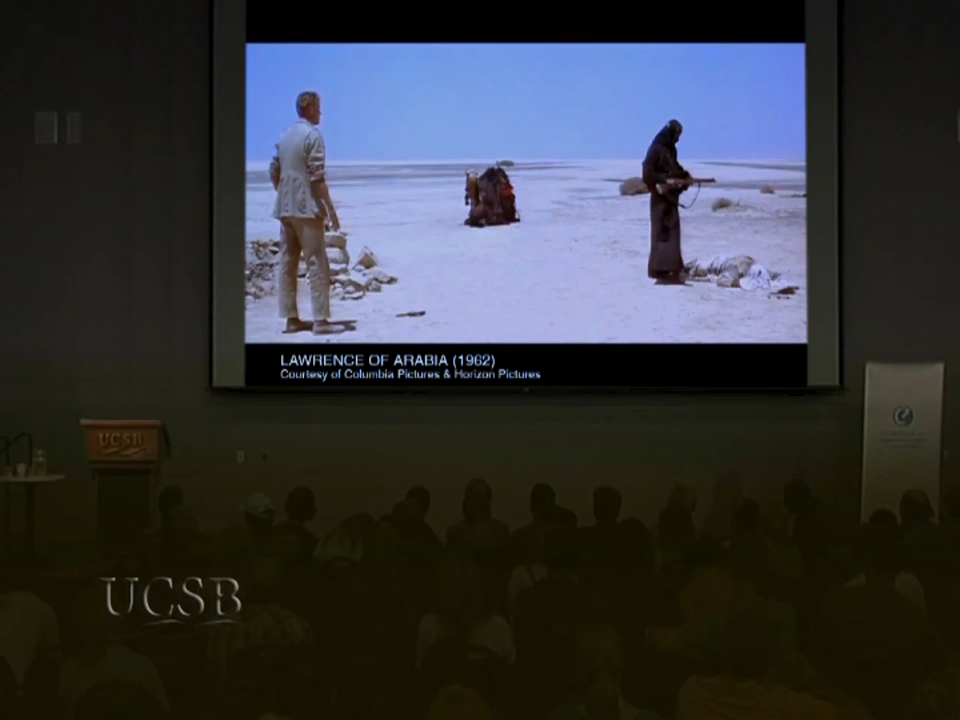 LAWRENCE OF ARABIA (1962)
Courtesy of Columbia Pictures & Horizon Pictures
UCSB
UCSB